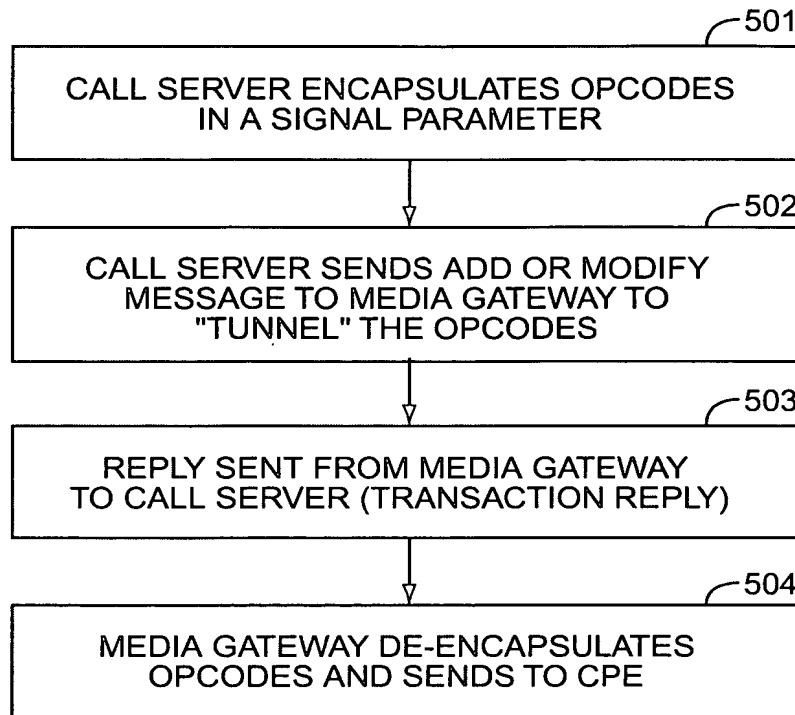 501
CALL SERVER ENCAPSULATES OPCODES
IN A SIGNAL PARAMETER
502
CALL SERVER SENDS ADD OR MODIFY
MESSAGE TO MEDIA GATEWAY TO
"TUNNEL" THE OPCODES
503
REPLY SENT FROM MEDIA GATEWAY
TO CALL SERVER (TRANSACTION REPLY)
504
MEDIA GATEWAY DE-ENCAPSULATES
OPCODES AND SENDS TO CPE